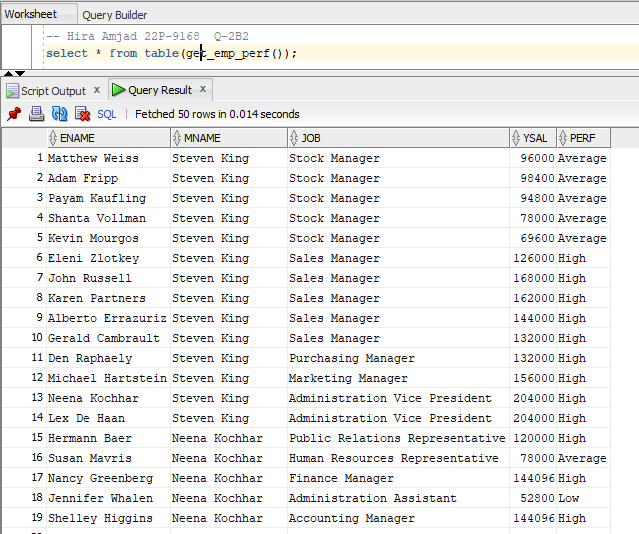 Worksheet Query Builder
-- Hira Amjad 22P-9168 Q-2B2
select * from table(get_emp_perf());
Script Output x Query Result x
SQL | Fetched 50 rows in 0.014 seconds
ENAME MNAME JOB YSAL PERF
1 Matthew Weiss Steven King Stock Manager 96000 Average
2 Adam Fripp Steven King Stock Manager 98400 Average
3 Payam Kaufling Steven King Stock Manager 94800 Average
4 Shanta Vollman Steven King Stock Manager 78000 Average
5 Kevin Mourgos Steven King Stock Manager 69600 Average
6 Eleni Zlotkey Steven King Sales Manager 126000 High
7 John Russell Steven King Sales Manager 168000 High
8 Karen Partners Steven King Sales Manager 162000 High
9 Alberto Errazuriz Steven King Sales Manager 144000 High
10 Gerald Cambrault Steven King Sales Manager 132000 High
11 Den Raphaely Steven King Purchasing Manager 132000 High
12 Michael Hartstein Steven King Marketing Manager 156000 High
13 Neena Kochhar Steven King Administration Vice President 204000 High
14 Lex De Haan Steven King Administration Vice President 204000 High
15 Hermann Baer Neena Kochhar Public Relations Representative 120000 High
16 Susan Mavris Neena Kochhar Human Resources Representative 78000 Average
17 Nancy Greenberg Neena Kochhar Finance Manager 144096 High
18 Jennifer Whalen Neena Kochhar Administration Assistant 52800 Low
19 Shelley Higgins Neena Kochhar Accounting Manager 144096 High